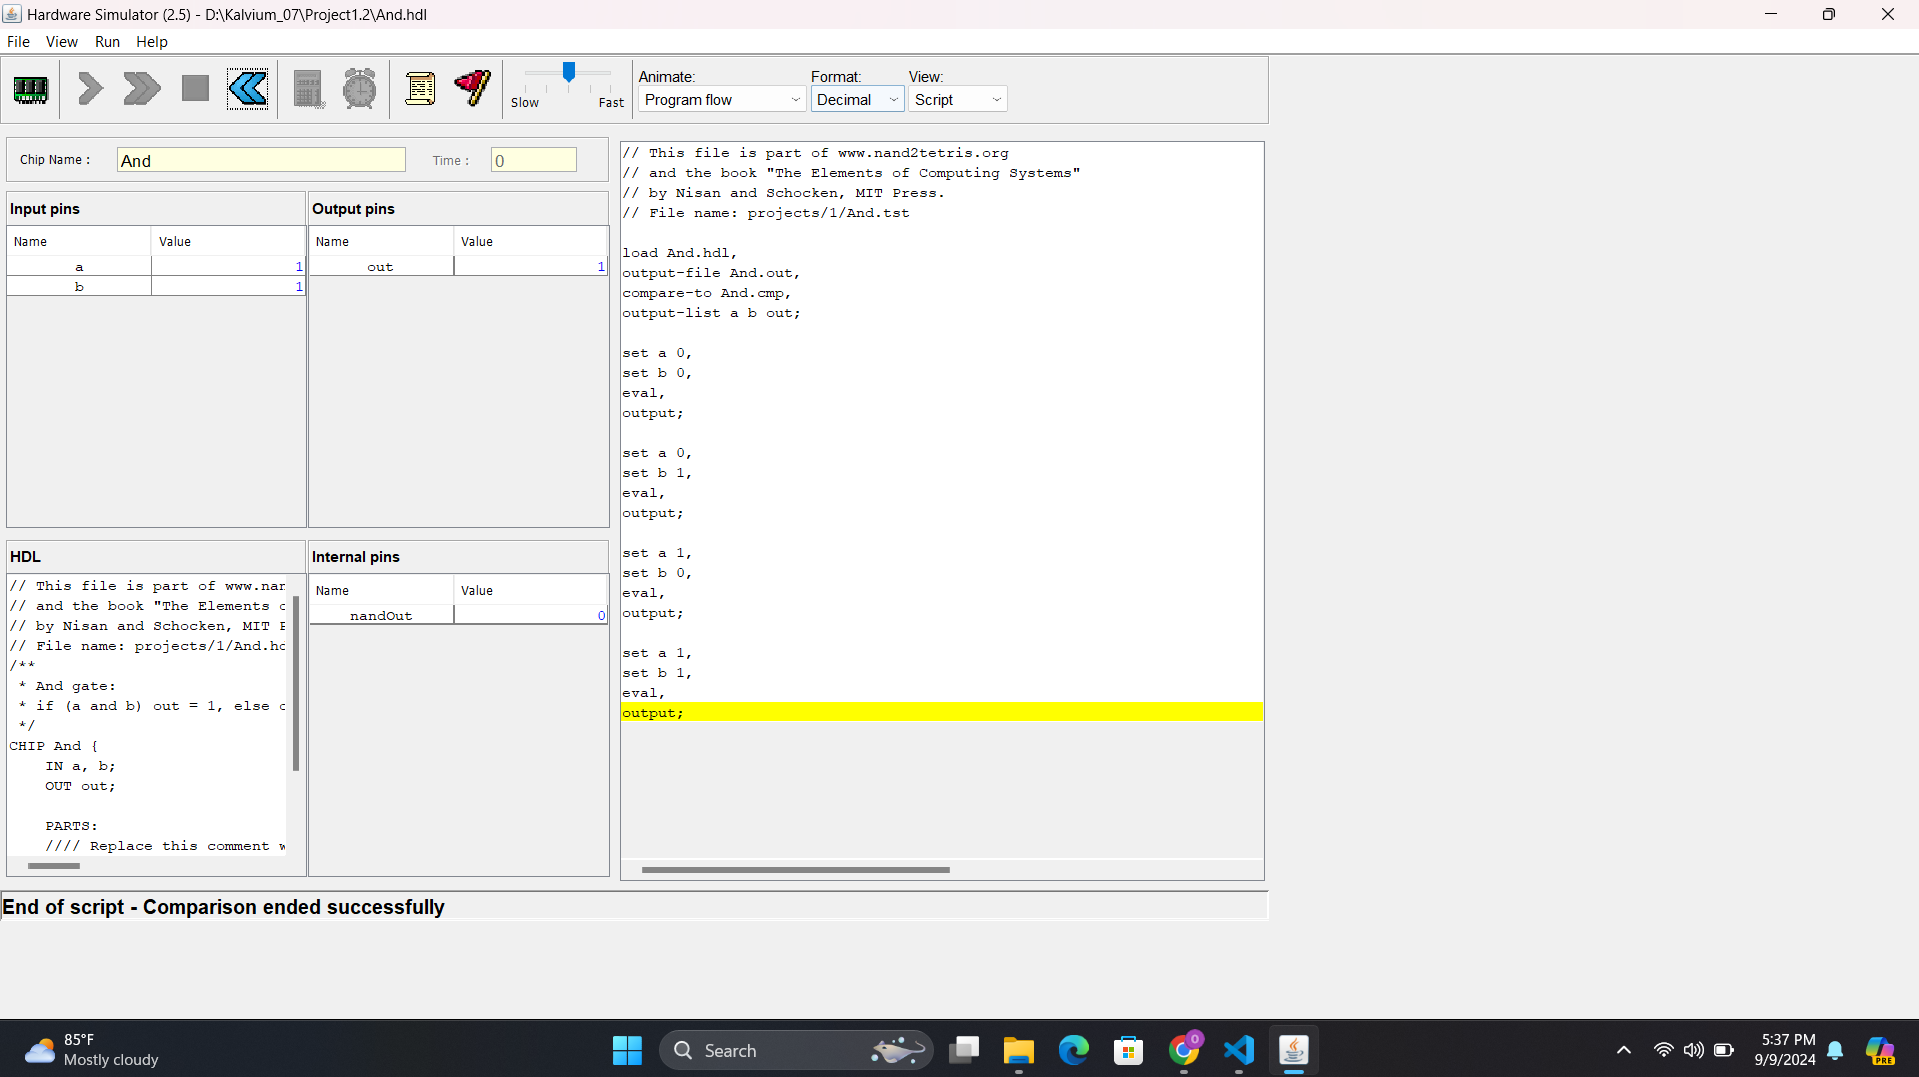 Hardware Simulator (2.5) - D:\Kalvium_07\Project1.2\And.hdl
File View Run Help
Slow Fast
Animate: Format: View:
Program flow Decimal Script
Chip Name : And Time : 0
Input pins
Name Value
a 1
b 1
Output pins
Name Value
out 1
HDL
// This file is part of www.nan
// and the book "The Elements
// by Nisan and Schocken, MIT
// File name: projects/1/And.hd
/**
* And gate:
* if (a and b) out = 1, else
*/
CHIP And {
IN a, b;
OUT out;
PARTS:
//// Replace this comment
Internal pins
Name Value
nandOut 0
// This file is part of www.nand2tetris.org
// and the book "The Elements of Computing Systems"
// by Nisan and Schocken, MIT Press.
// File name: projects/1/And.tst
load And.hdl,
output-file And.out,
compare-to And.cmp,
output-list a b out;
set a 0,
set b 0,
eval,
output;
set a 0,
set b 1,
eval,
output;
set a 1,
set b 0,
eval,
output;
set a 1,
set b 1,
eval,
output;
End of script - Comparison ended successfully
85°F
Mostly cloudy
Search
0
5:37 PM
9/9/2024
PRE